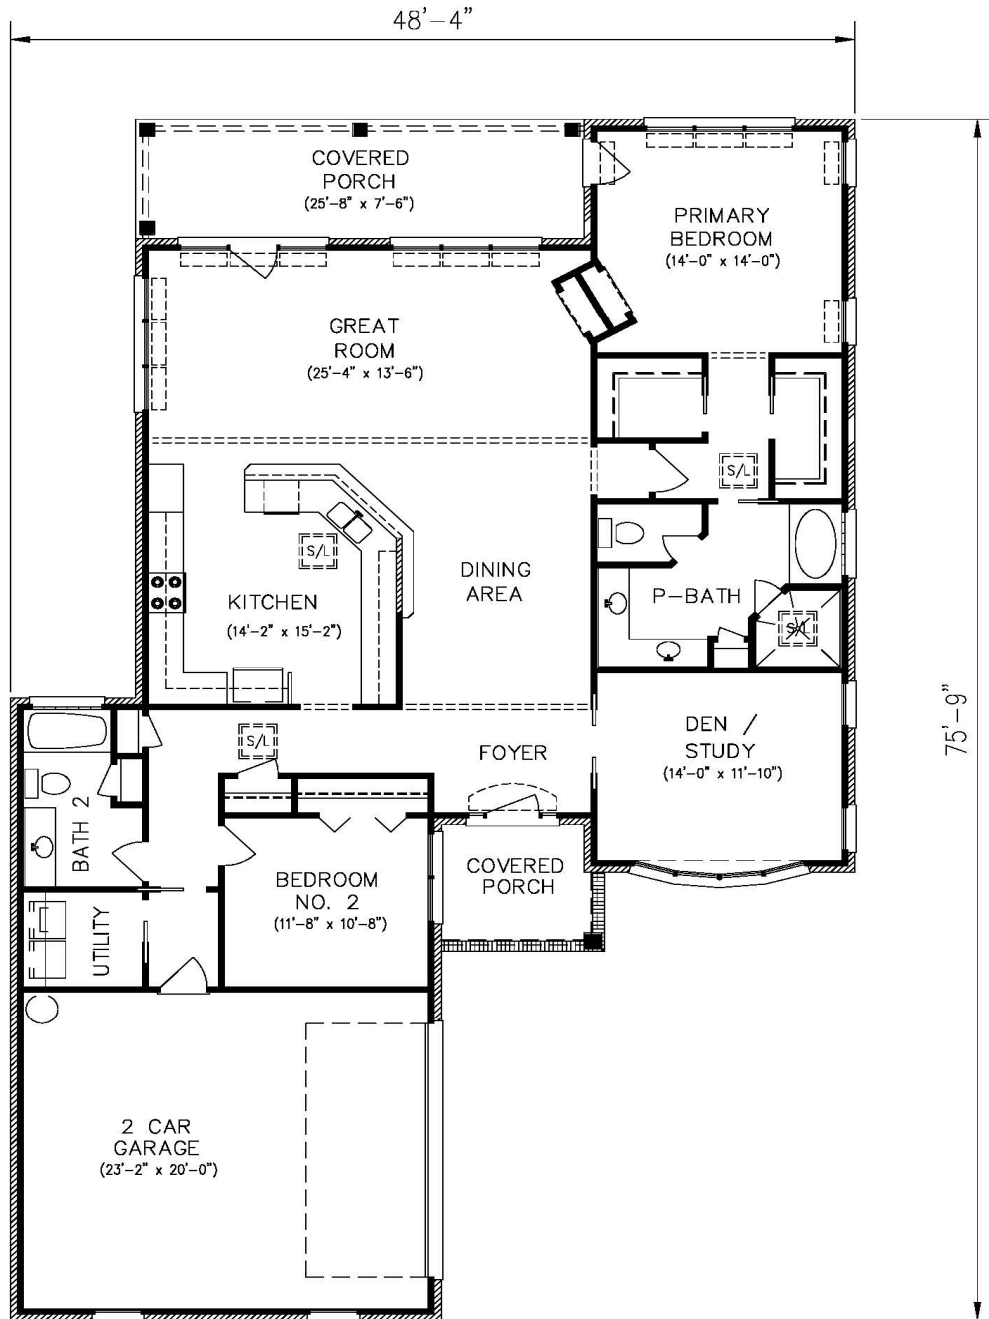 48'-4"
COVERED
PORCH
(25'-8" x 7'-6")
PRIMARY
BEDROOM
(14'-0" x 14'-0")
GREAT
ROOM
(25'-4" x 13'-6")
S/L
S/L
DINING
AREA
KITCHEN
(14'-2" x 15'-2")
P-BATH
S/L
75'-9"
DEN /
STUDY
(14'-0" x 11'-10")
S/L
FOYER
BATH 2
COVERED
PORCH
BEDROOM
NO. 2
(11'-8" x 10'-8")
UTILITY
2 CAR
GARAGE
(23'-2" x 20'-0")